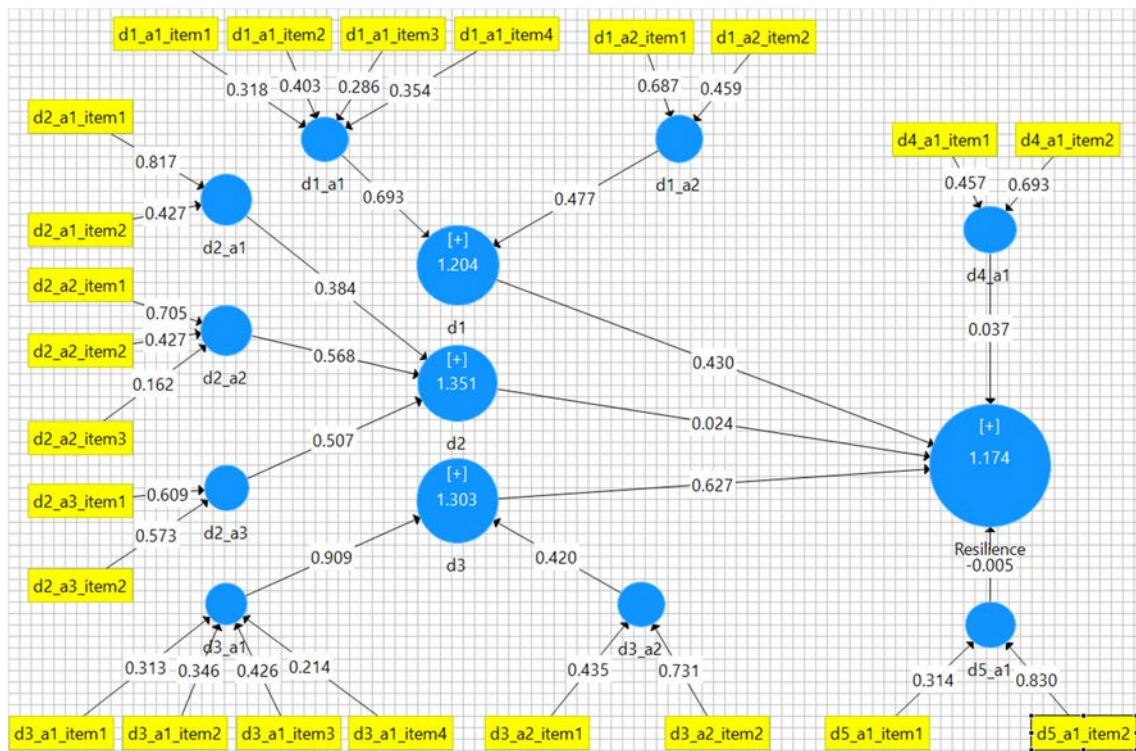 d1_a1_item1
d1_a1_item2
d1_a1_item3
d1_a1_item4
d1_a2_item1
d1_a2_item2
0.318
0.403
0.286
0.354
0.687
0.459
d2_a1_item1
d4_a1_item1
d4_a1_item2
0.817
d1_a1
d1_a2
0.457
0.693
0.693
0.477
0.427
d2_a1_item2
d2_a1
[+]
1.204
d4_a1
d2_a2_item1
0.384
0.705
d1
0.037
0.427
d2_a2_item2
0.568
[+]
1.351
0.430
0.162
d2_a2
0.024
d2_a2_item3
0.507
d2
[+]
1.174
d2_a3_item1
0.609
[+]
1.303
0.627
d2_a3
0.573
0.909
0.420
d3
Resilience
-0.005
d2_a3_item2
d3_a1
d3_a2
d5_a1
0.313
0.346
0.426
0.214
0.435
0.731
0.314
0.830
d3_a1_item1
d3_a1_item2
d3_a1_item3
d3_a1_item4
d3_a2_item1
d3_a2_item2
d5_a1_item1
d5_a1_item2